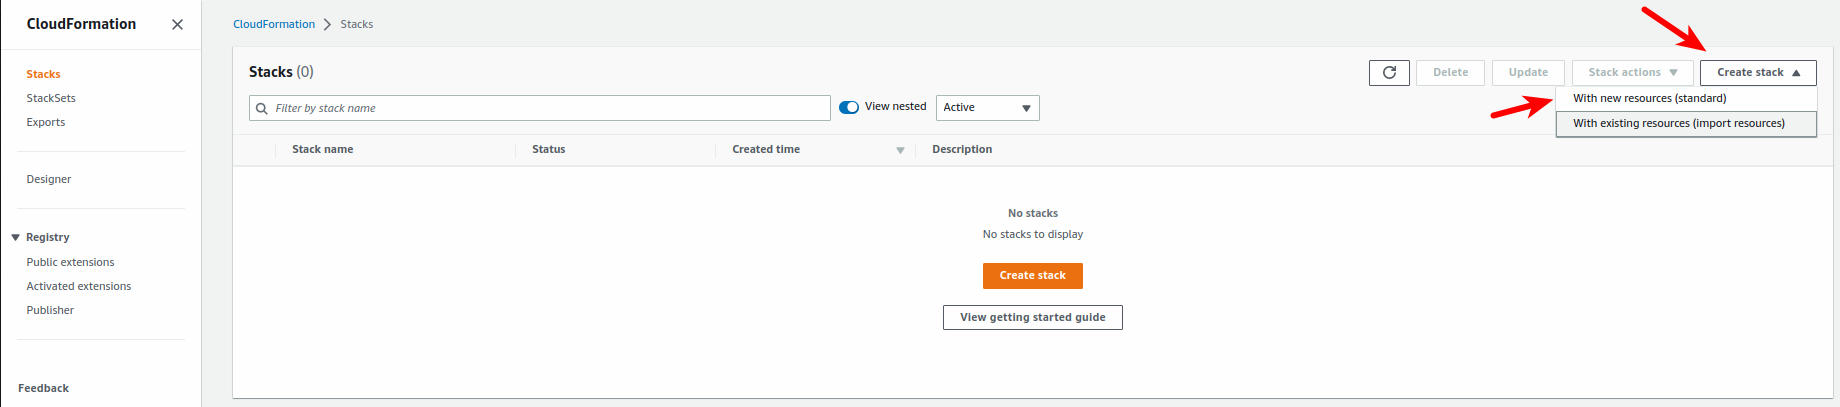 CloudFormation
Stacks
StackSets
Exports
Designer
Registry
Public extensions
Activated extensions
Publisher
Feedback
CloudFormation Stacks
Stacks (0)
Delete Update Stack actions Create stack
With new resources (standard)
With existing resources (import resources)
Filter by stack name View nested Active
Stack name Status Created time Description
No stacks
No stacks to display
Create stack
View getting started guide